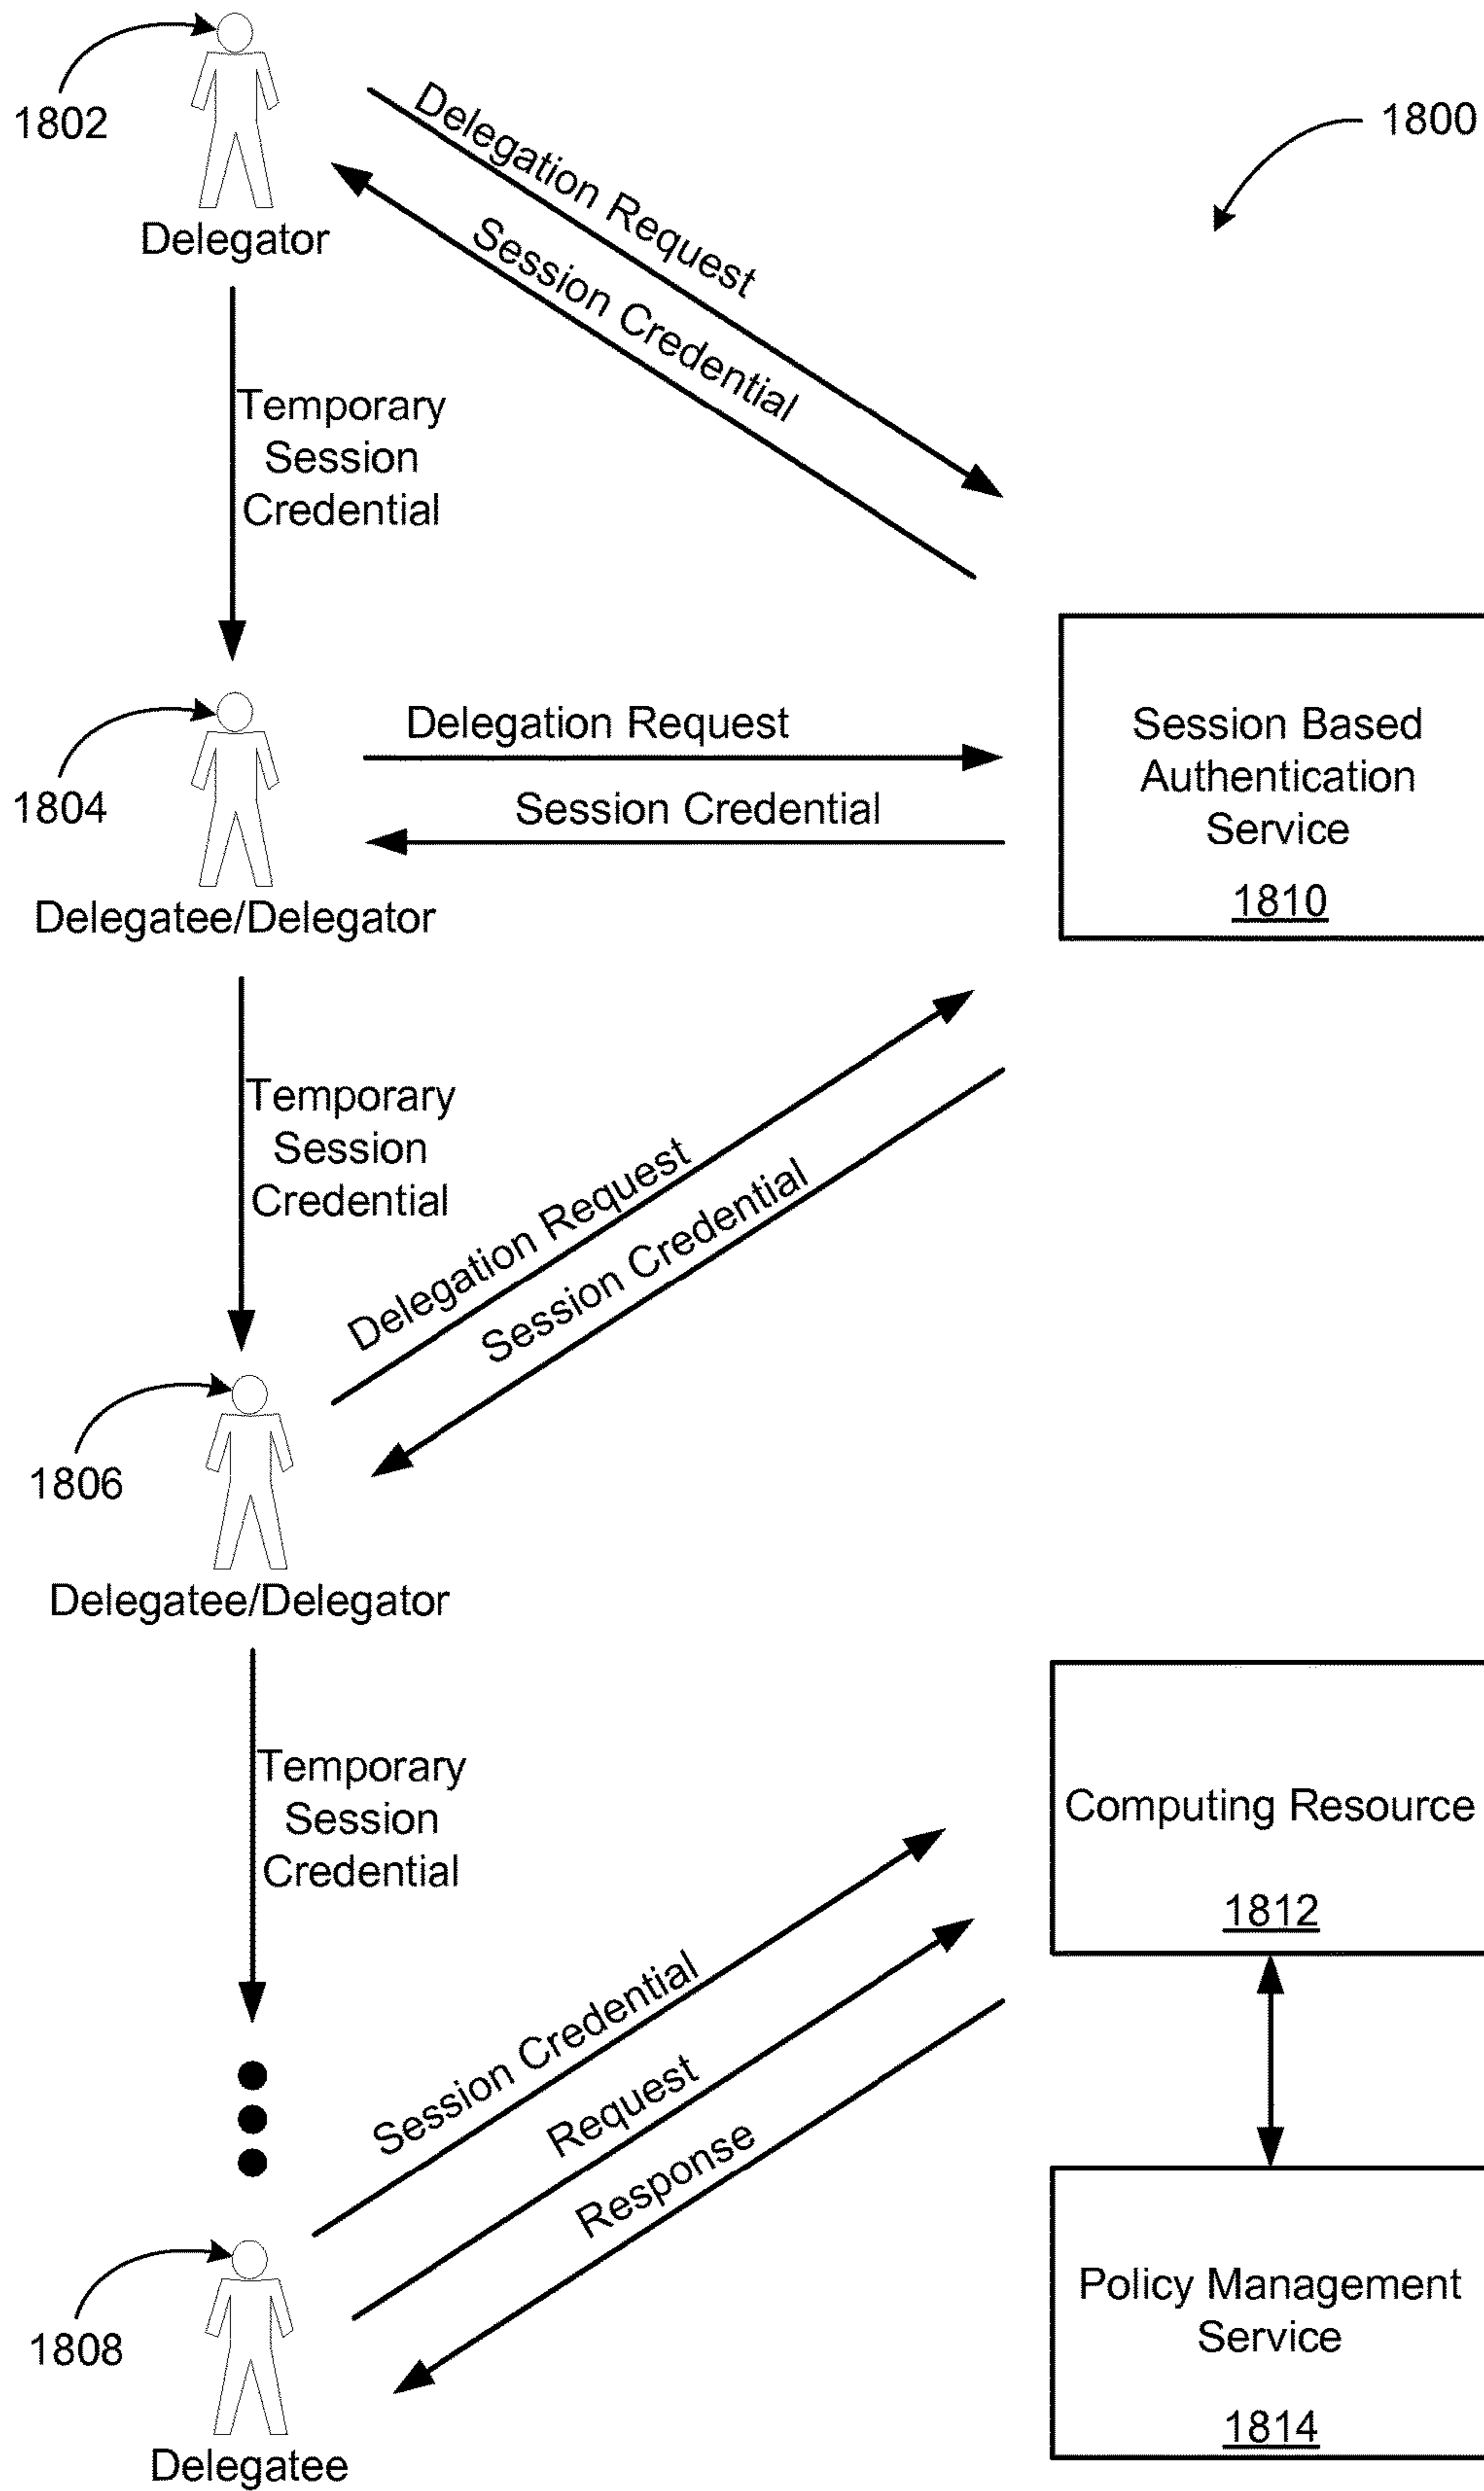 1802
1800
Delegator
Delegation Request
Session Credential
Temporary
Session
Credential
1804
Delegatee/Delegator
Delegation Request
Session Credential
Session Based
Authentication
Service
1810
Temporary
Session
Credential
Delegation Request
Session Credential
1806
Delegatee/Delegator
Temporary
Session
Credential
Computing Resource
1812
Session Credential
Request
Response
1808
Delegatee
Policy Management
Service
1814